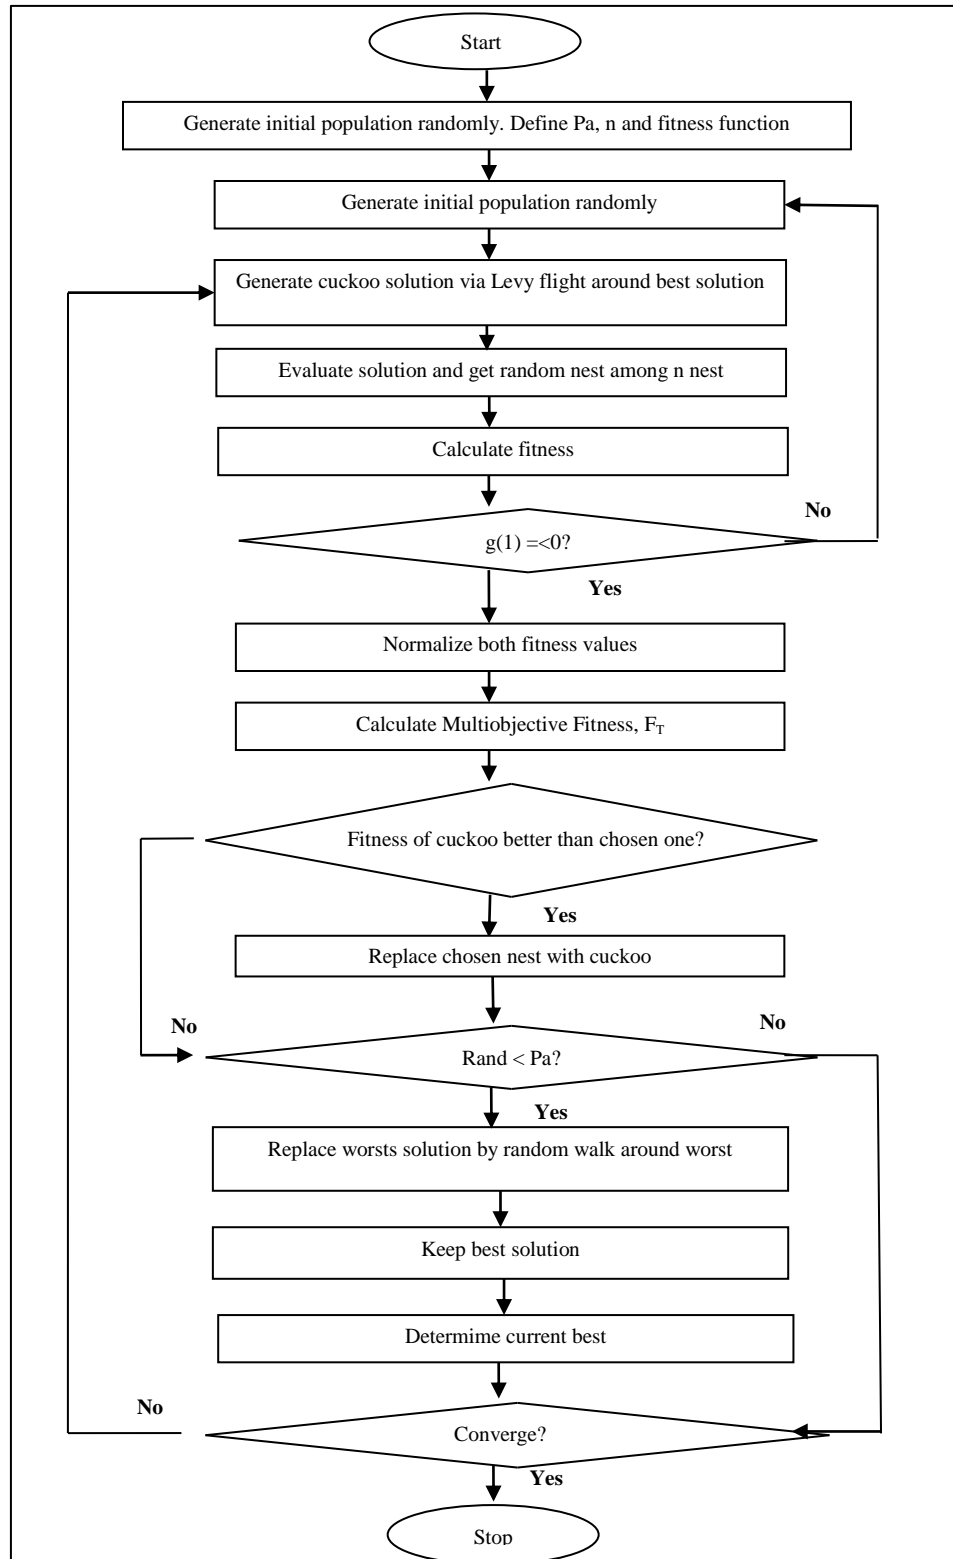 Start
Generate initial population randomly. Define Pa, n and fitness function
Generate initial population randomly
Generate cuckoo solution via Levy flight around best solution
Evaluate solution and get random nest among n nest
Calculate fitness
No
g(1) =<0?
Yes
Normalize both fitness values
Calculate Multiobjective Fitness, F_T
Fitness of cuckoo better than chosen one?
Yes
Replace chosen nest with cuckoo
No
No
Rand < Pa?
Yes
Replace worsts solution by random walk around worst
Keep best solution
Determime current best
No
Converge?
Yes
Stop